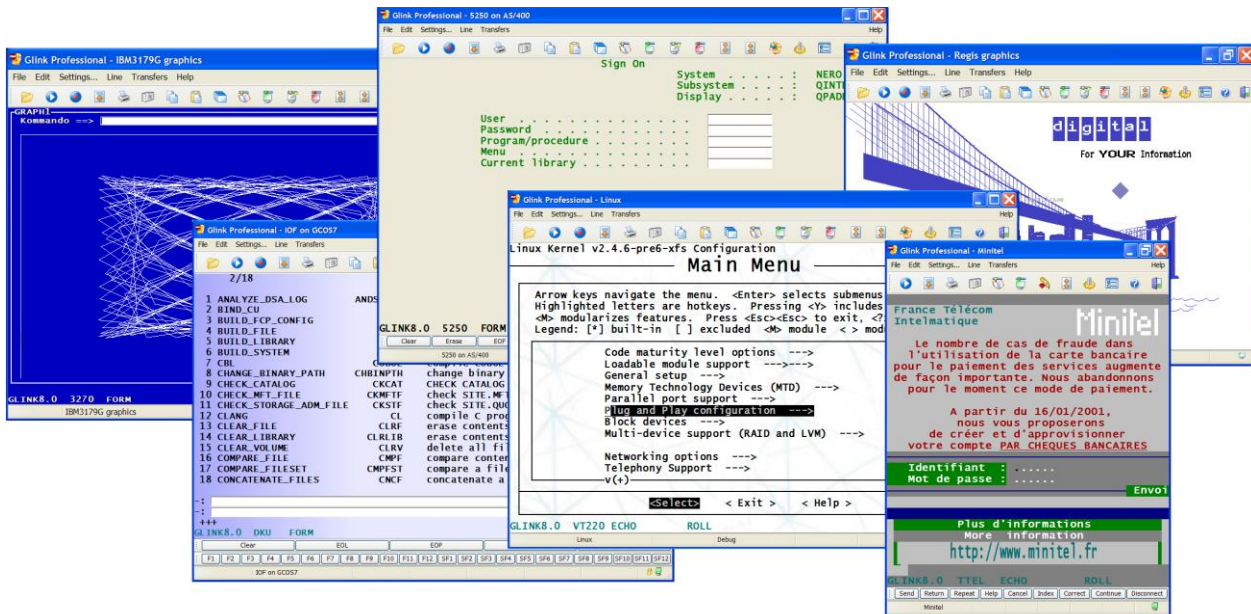 Glink Professional - IBM3179G graphics
File Edit Settings... Line Transfers Help
GRAPH1
Kommando ==>
GLINK8.0 3270 FORM
IBM3179G graphics
Glink Professional - 5250 on AS/400
File Edit Settings... Line Transfers Help
Sign On
System . . . . . : NERO
Subsystem . . . . . :
Display . . . . . :
User . . . . . . . . . . . . . .
Password . . . . . . . . . . . .
Program/procedure . . . . . . . .
Menu . . . . . . . . . . . . . .
Current library . . . . . . . . .
GLINK8.0 5250 FORM
Clear Erase EOF
5250 on AS/400
Glink Professional - Regis graphics
File Edit Settings... Line Transfers Help
digital
For YOUR Information
Glink Professional - IOF on GCOS7
File Edit Settings... Line Transfers
2/18
1 ANALYZE_DSA_LOG ANDS
2 BIND_CU
3 BUILD_FCP_CONFIG
4 BUILD_FILE
5 BUILD_LIBRARY
6 BUILD_SYSTEM
7 CBL
8 CHANGE_BINARY_PATH CHBINPTH change binary
9 CHECK_CATALOG CKCAT CHECK CATALOG
10 CHECK_MFT_FILE CKMFTF check SITE.MFT
11 CHECK_STORAGE_ADM_FILE CKSTF check SITE.QUO
12 CLANG CL compile C proc
13 CLEAR_FILE CLRF erase contents
14 CLEAR_LIBRARY CLRLIB erase contents
15 CLEAR_VOLUME CLRV delete all fil
16 COMPARE_FILE CMPF compare conten
17 COMPARE_FILESET CMPFST compare a file
18 CONCATENATE_FILES CNCF concatenate a
-:
-:
+++
GLINK8.0 DKU FORM
Clear EOL EOP
F1 F2 F3 F4 F5 F6 F7 F8 F9 F10 F11 F12 SF1 SF2 SF3 SF4 SF5 SF6 SF7 SF8 SF9 SF10 SF11 SF12
IOF on GCOS7
Glink Professional - Linux
File Edit Settings... Line Transfers Help
Linux Kernel v2.4.6-pre6-xfs Configuration
Main Menu
Arrow keys navigate the menu. <Enter> selects submenus
Highlighted letters are hotkeys. Pressing <Y> includes
<M> modularizes features. Press <Esc><Esc> to exit, <?
Legend: [*] built-in [ ] excluded <M> module < > mod
Code maturity level options --->
Loadable module support --->--->
General setup --->
Memory Technology Devices (MTD) --->
Parallel port support --->
Plug and Play configuration --->
Block devices --->
Multi-device support (RAID and LVM) --->
Networking options --->
Telephony Support --->
v(+)
<Select> < Exit > < Help >
GLINK8.0 VT220 ECHO ROLL
Linux Debug
Glink Professional - Minitel
File Edit Settings... Line Transfers Help
France Télécom
Intelmatique
Minitel
Le nombre de cas de fraude dans
l'utilisation de la carte bancaire
pour le paiement des services augmente
de façon importante. Nous abandonnons
pour le moment ce mode de paiement.
A partir du 16/01/2001,
nous vous proposerons
de créer et d'approvisionner
votre compte PAR CHEQUES BANCAIRES
Identifiant : ......
Mot de passe : ......
Envoi
Plus d'informations
More information
http://www.minitel.fr
GLINK8.0 TTEL ECHO ROLL
Send Return Repeat Help Cancel Index Correct Continue Disconnect
Minitel